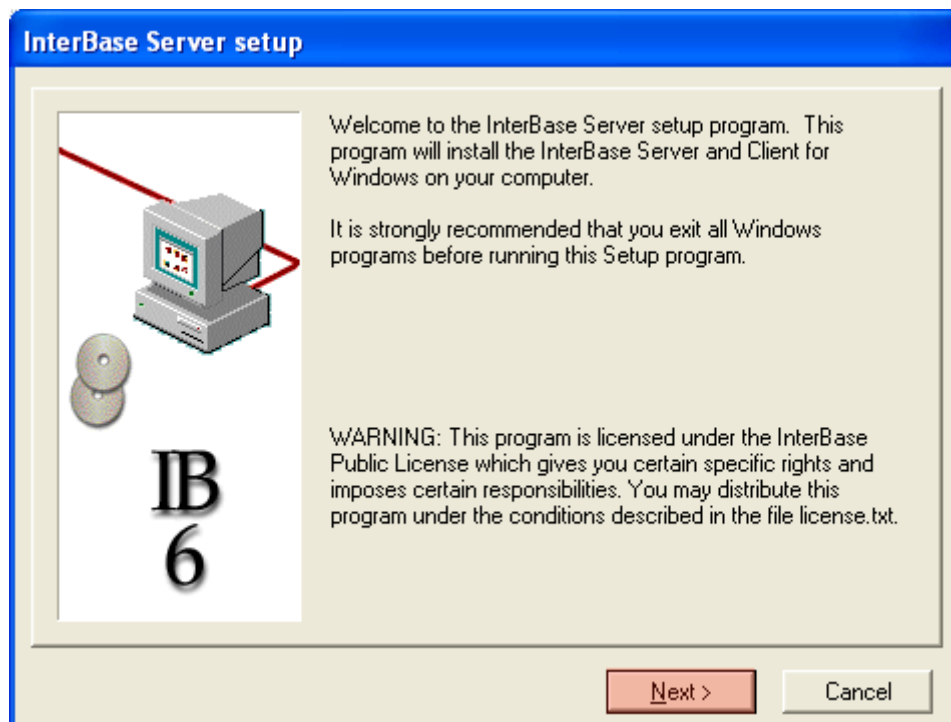 InterBase Server setup
Welcome to the InterBase Server setup program.  This
program will install the InterBase Server and Client for
Windows on your computer.
It is strongly recommended that you exit all Windows
programs before running this Setup program.
WARNING: This program is licensed under the InterBase
Public License which gives you certain specific rights and
imposes certain responsibilities. You may distribute this
program under the conditions described in the file license.txt.
IB
6
Next >
Cancel